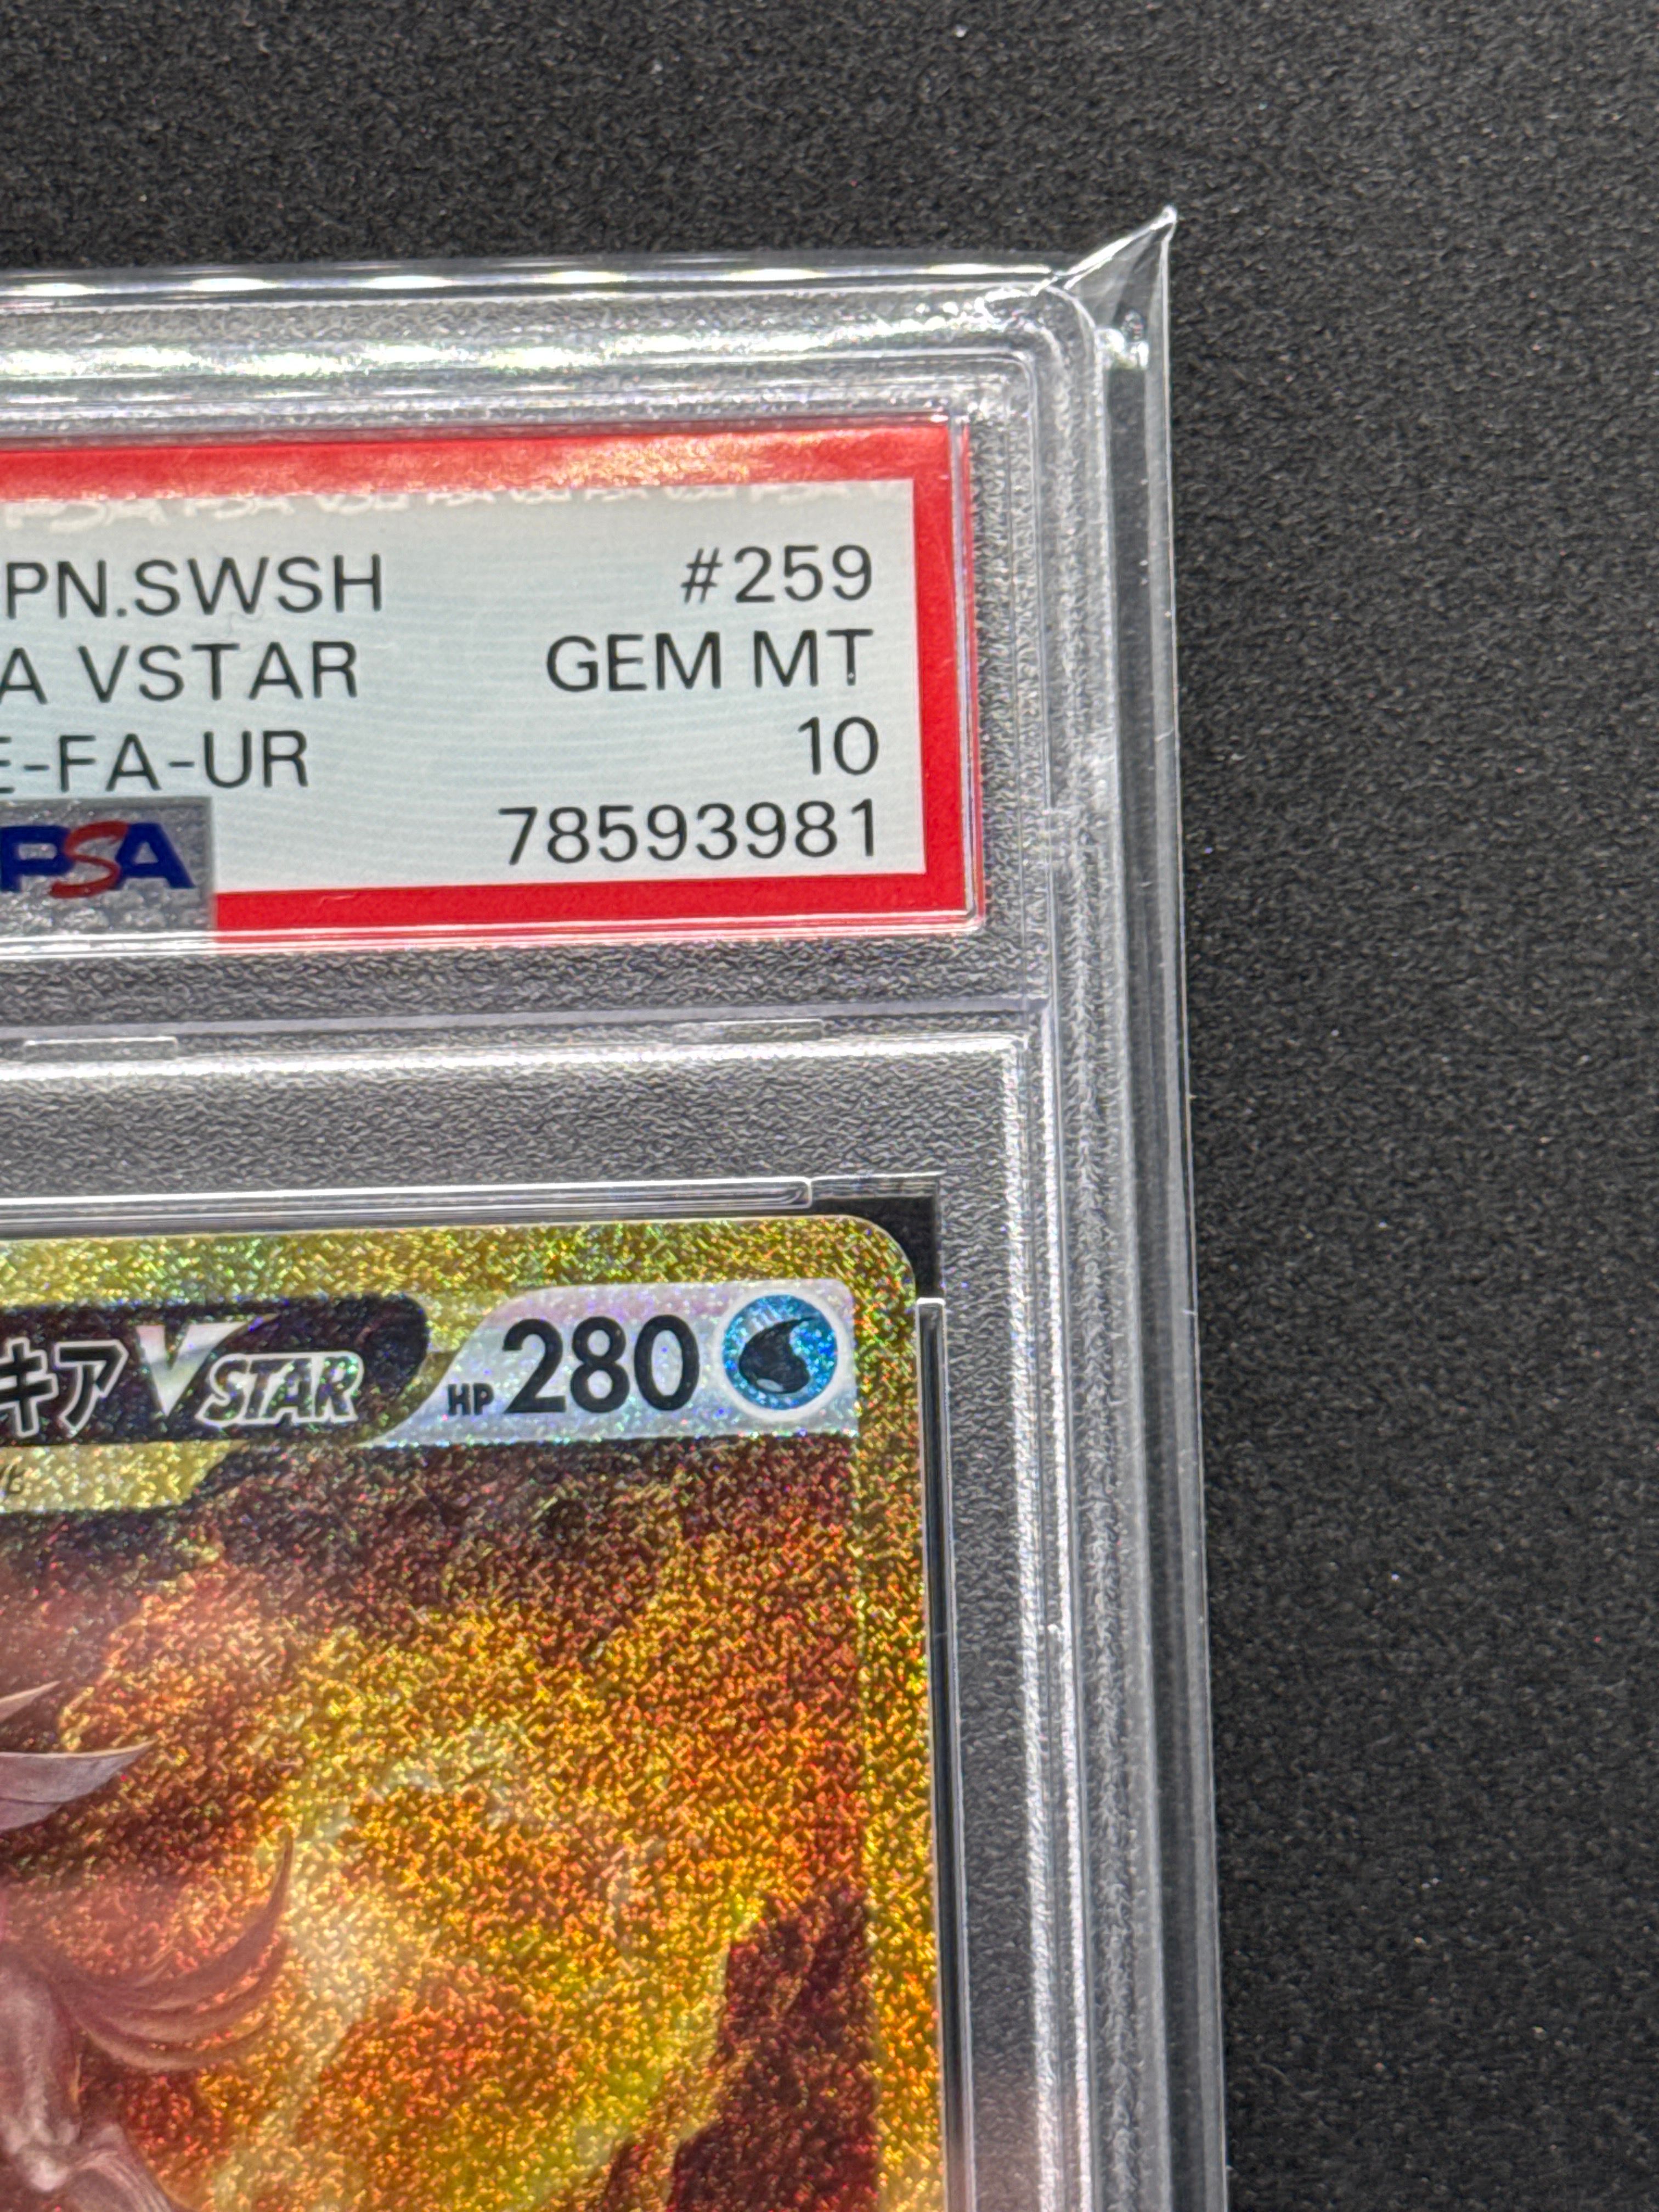 PN.SWSH #259
A VSTAR GEM MT
E-FA-UR 10
PSA 78593981
キア VSTAR HP 280